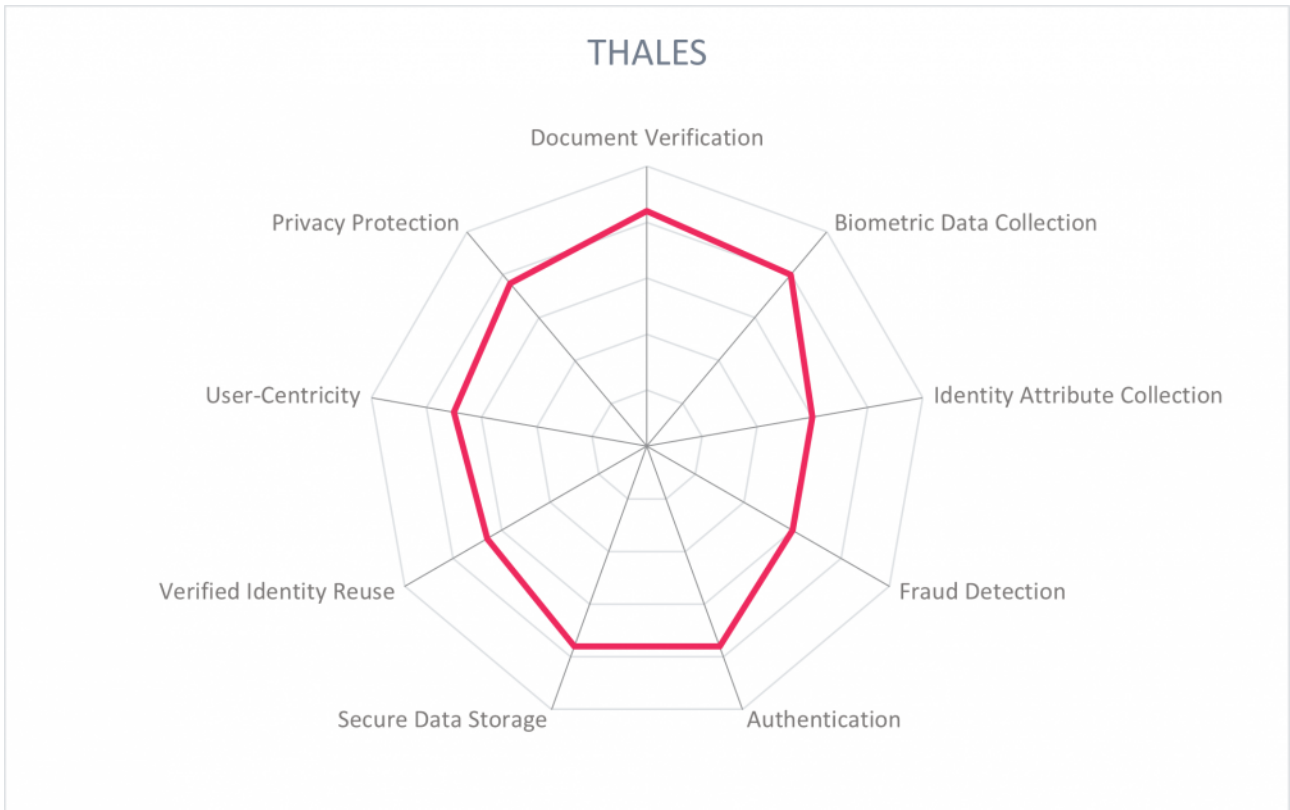 THALES
Document Verification
Privacy Protection
Biometric Data Collection
User-Centricity
Identity Attribute Collection
Verified Identity Reuse
Fraud Detection
Secure Data Storage
Authentication